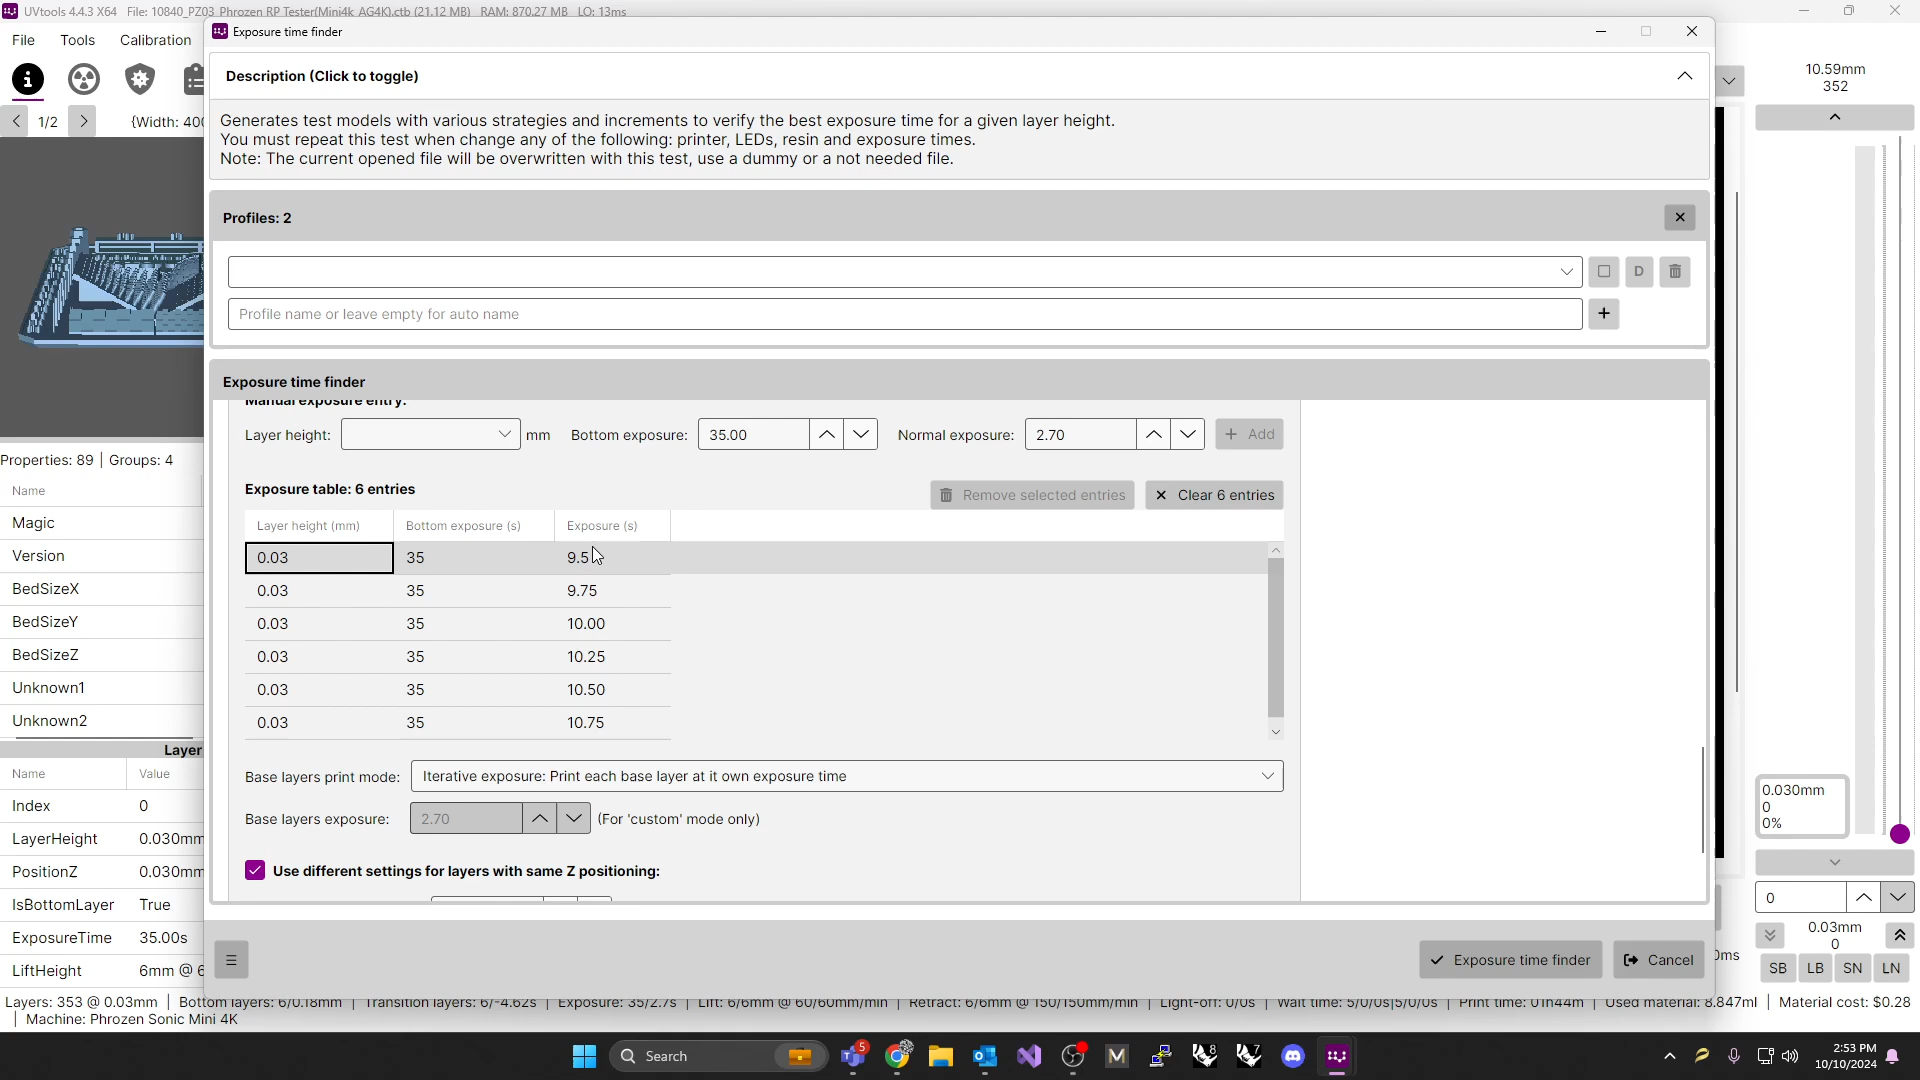 UVtools 4.4.3 X64 File: 10840_PZ03_Phrozen RP Tester(Mini4k_AG4K).ctb (21.12 MB) RAM: 870.27 MB LO: 13ms
Exposure time finder
File Tools Calibration
Description (Click to toggle)
10.59mm
352
1/2
{Width: 400
Generates test models with various strategies and increments to verify the best exposure time for a given layer height.
You must repeat this test when change any of the following: printer, LEDs, resin and exposure times.
Note: The current opened file will be overwritten with this test, use a dummy or a not needed file.
Profiles: 2
D
Profile name or leave empty for auto name
+
Exposure time finder
Manual exposure entry:
Layer height: mm Bottom exposure: 35.00 Normal exposure: 2.70 + Add
Exposure table: 6 entries
Remove selected entries Clear 6 entries
Layer height (mm) Bottom exposure (s) Exposure (s)
0.03 35 9.5
0.03 35 9.75
0.03 35 10.00
0.03 35 10.25
0.03 35 10.50
0.03 35 10.75
Base layers print mode: Iterative exposure: Print each base layer at it own exposure time
Base layers exposure: 2.70 (For 'custom' mode only)
Use different settings for layers with same Z positioning:
Exposure time finder Cancel
Properties: 89 | Groups: 4
Name
Magic
Version
BedSizeX
BedSizeY
BedSizeZ
Unknown1
Unknown2
Layer
Name Value
Index 0
LayerHeight 0.030mm
PositionZ 0.030mm
IsBottomLayer True
ExposureTime 35.00s
LiftHeight 6mm @ 6
0.030mm
0
0%
0
0.03mm
0
0ms
SB LB SN LN
Layers: 353 @ 0.03mm | Bottom layers: 6/0.18mm | Transition layers: 6/-4.62s | Exposure: 35/2.7s | Lift: 6/6mm @ 60/60mm/min | Retract: 6/6mm @ 150/150mm/min | Light-off: 0/0s | Wait time: 5/0/0s|5/0/0s | Print time: 01h44m | Used material: 8.847ml | Material cost: $0.28
| Machine: Phrozen Sonic Mini 4K
Search
5
M
8
7
2:53 PM
10/10/2024